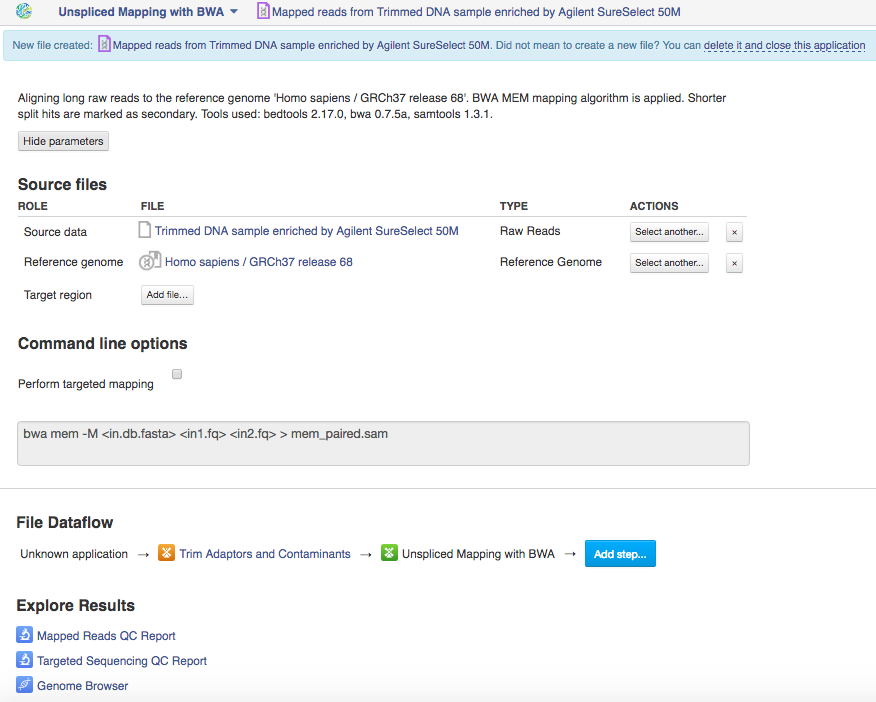 Unspliced Mapping with BWA Mapped reads from Trimmed DNA sample enriched by Agilent SureSelect 50M
New file created: Mapped reads from Trimmed DNA sample enriched by Agilent SureSelect 50M. Did not mean to create a new file? You can delete it and close this application
Aligning long raw reads to the reference genome 'Homo sapiens / GRCh37 release 68'. BWA MEM mapping algorithm is applied. Shorter
split hits are marked as secondary. Tools used: bedtools 2.17.0, bwa 0.7.5a, samtools 1.3.1.
Hide parameters
Source files
ROLE FILE TYPE ACTIONS
Source data Trimmed DNA sample enriched by Agilent SureSelect 50M Raw Reads Select another... ×
Reference genome Homo sapiens / GRCh37 release 68 Reference Genome Select another... ×
Target region Add file...
Command line options
Perform targeted mapping
bwa mem -M <in.db.fasta> <in1.fq> <in2.fq> > mem_paired.sam
File Dataflow
Unknown application → Trim Adaptors and Contaminants → Unspliced Mapping with BWA → Add step...
Explore Results
Mapped Reads QC Report
Targeted Sequencing QC Report
Genome Browser